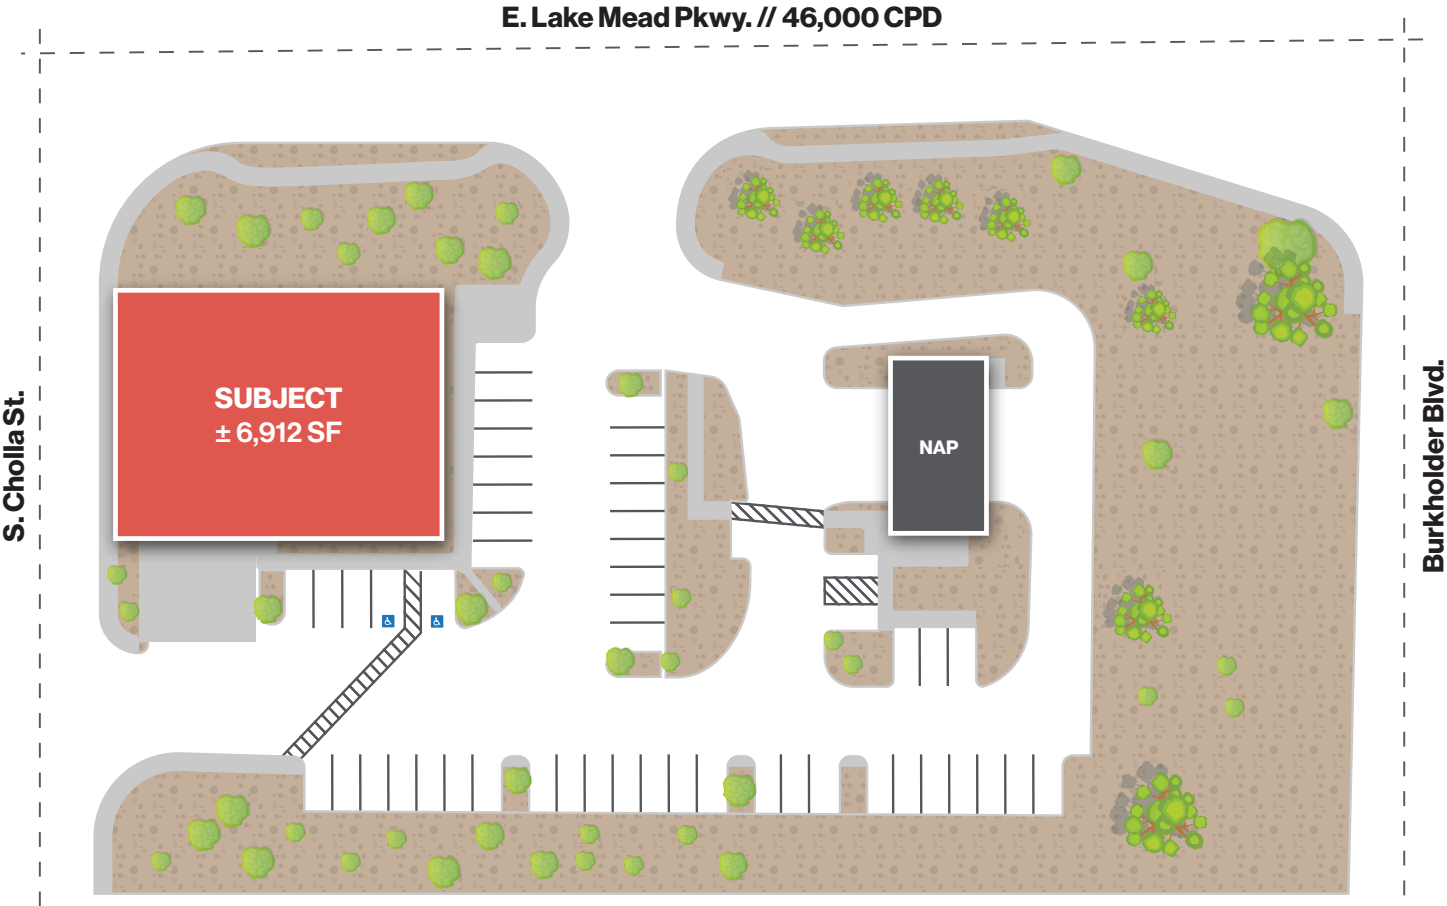 E. Lake Mead Pkwy. // 46,000 CPD
S. Cholla St.
SUBJECT
± 6,912 SF
NAP
Burkholder Blvd.